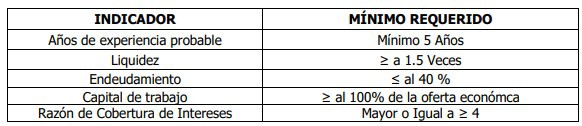 INDICADOR MÍNIMO REQUERIDO
Años de experiencia probable Mínimo 5 Años
Liquidez ≥ a 1.5 Veces
Endeudamiento ≤ al 40 %
Capital de trabajo ≥ al 100% de la oferta económca
Razón de Cobertura de Intereses Mayor o Igual a ≥ 4